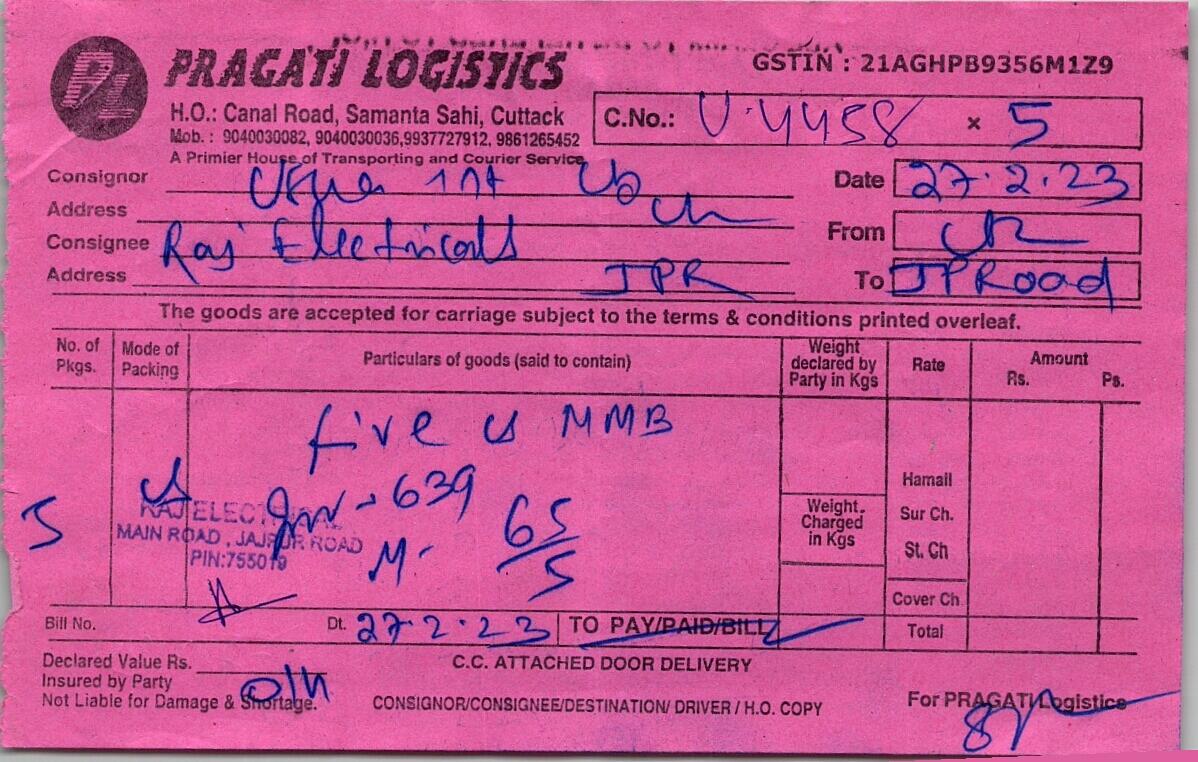 PRAGATI LOGISTICS
GSTIN : 21AGHPB9356M1Z9
H.O.: Canal Road, Samanta Sahi, Cuttack
Mob. : 9040030082, 9040030036,9937727912, 9861265452
A Primier House of Transporting and Courier Service
C.No.: U-4458 x 5
Consignor
Date 27.2.23
Address
Consignee Raj Electricals
From
Address JPR
To JPRoad
The goods are accepted for carriage subject to the terms & conditions printed overleaf.
No. of Pkgs.
Mode of Packing
Particulars of goods (said to contain)
Weight declared by Party in Kgs
Rate
Amount
Rs. Ps.
five MMB
5
Inv - 639
M- 65/5
RAJ ELECTRICAL
MAIN ROAD, JAJPUR ROAD
PIN:755019
Weight. Charged in Kgs
Hamali
Sur Ch.
St. Ch
Cover Ch
Total
Bill No.
Dt. 27-2-23
TO PAY/PAID/BILL
Declared Value Rs.
C.C. ATTACHED DOOR DELIVERY
Insured by Party
Not Liable for Damage & Shortage.
CONSIGNOR/CONSIGNEE/DESTINATION/ DRIVER / H.O. COPY
For PRAGATI Logistics